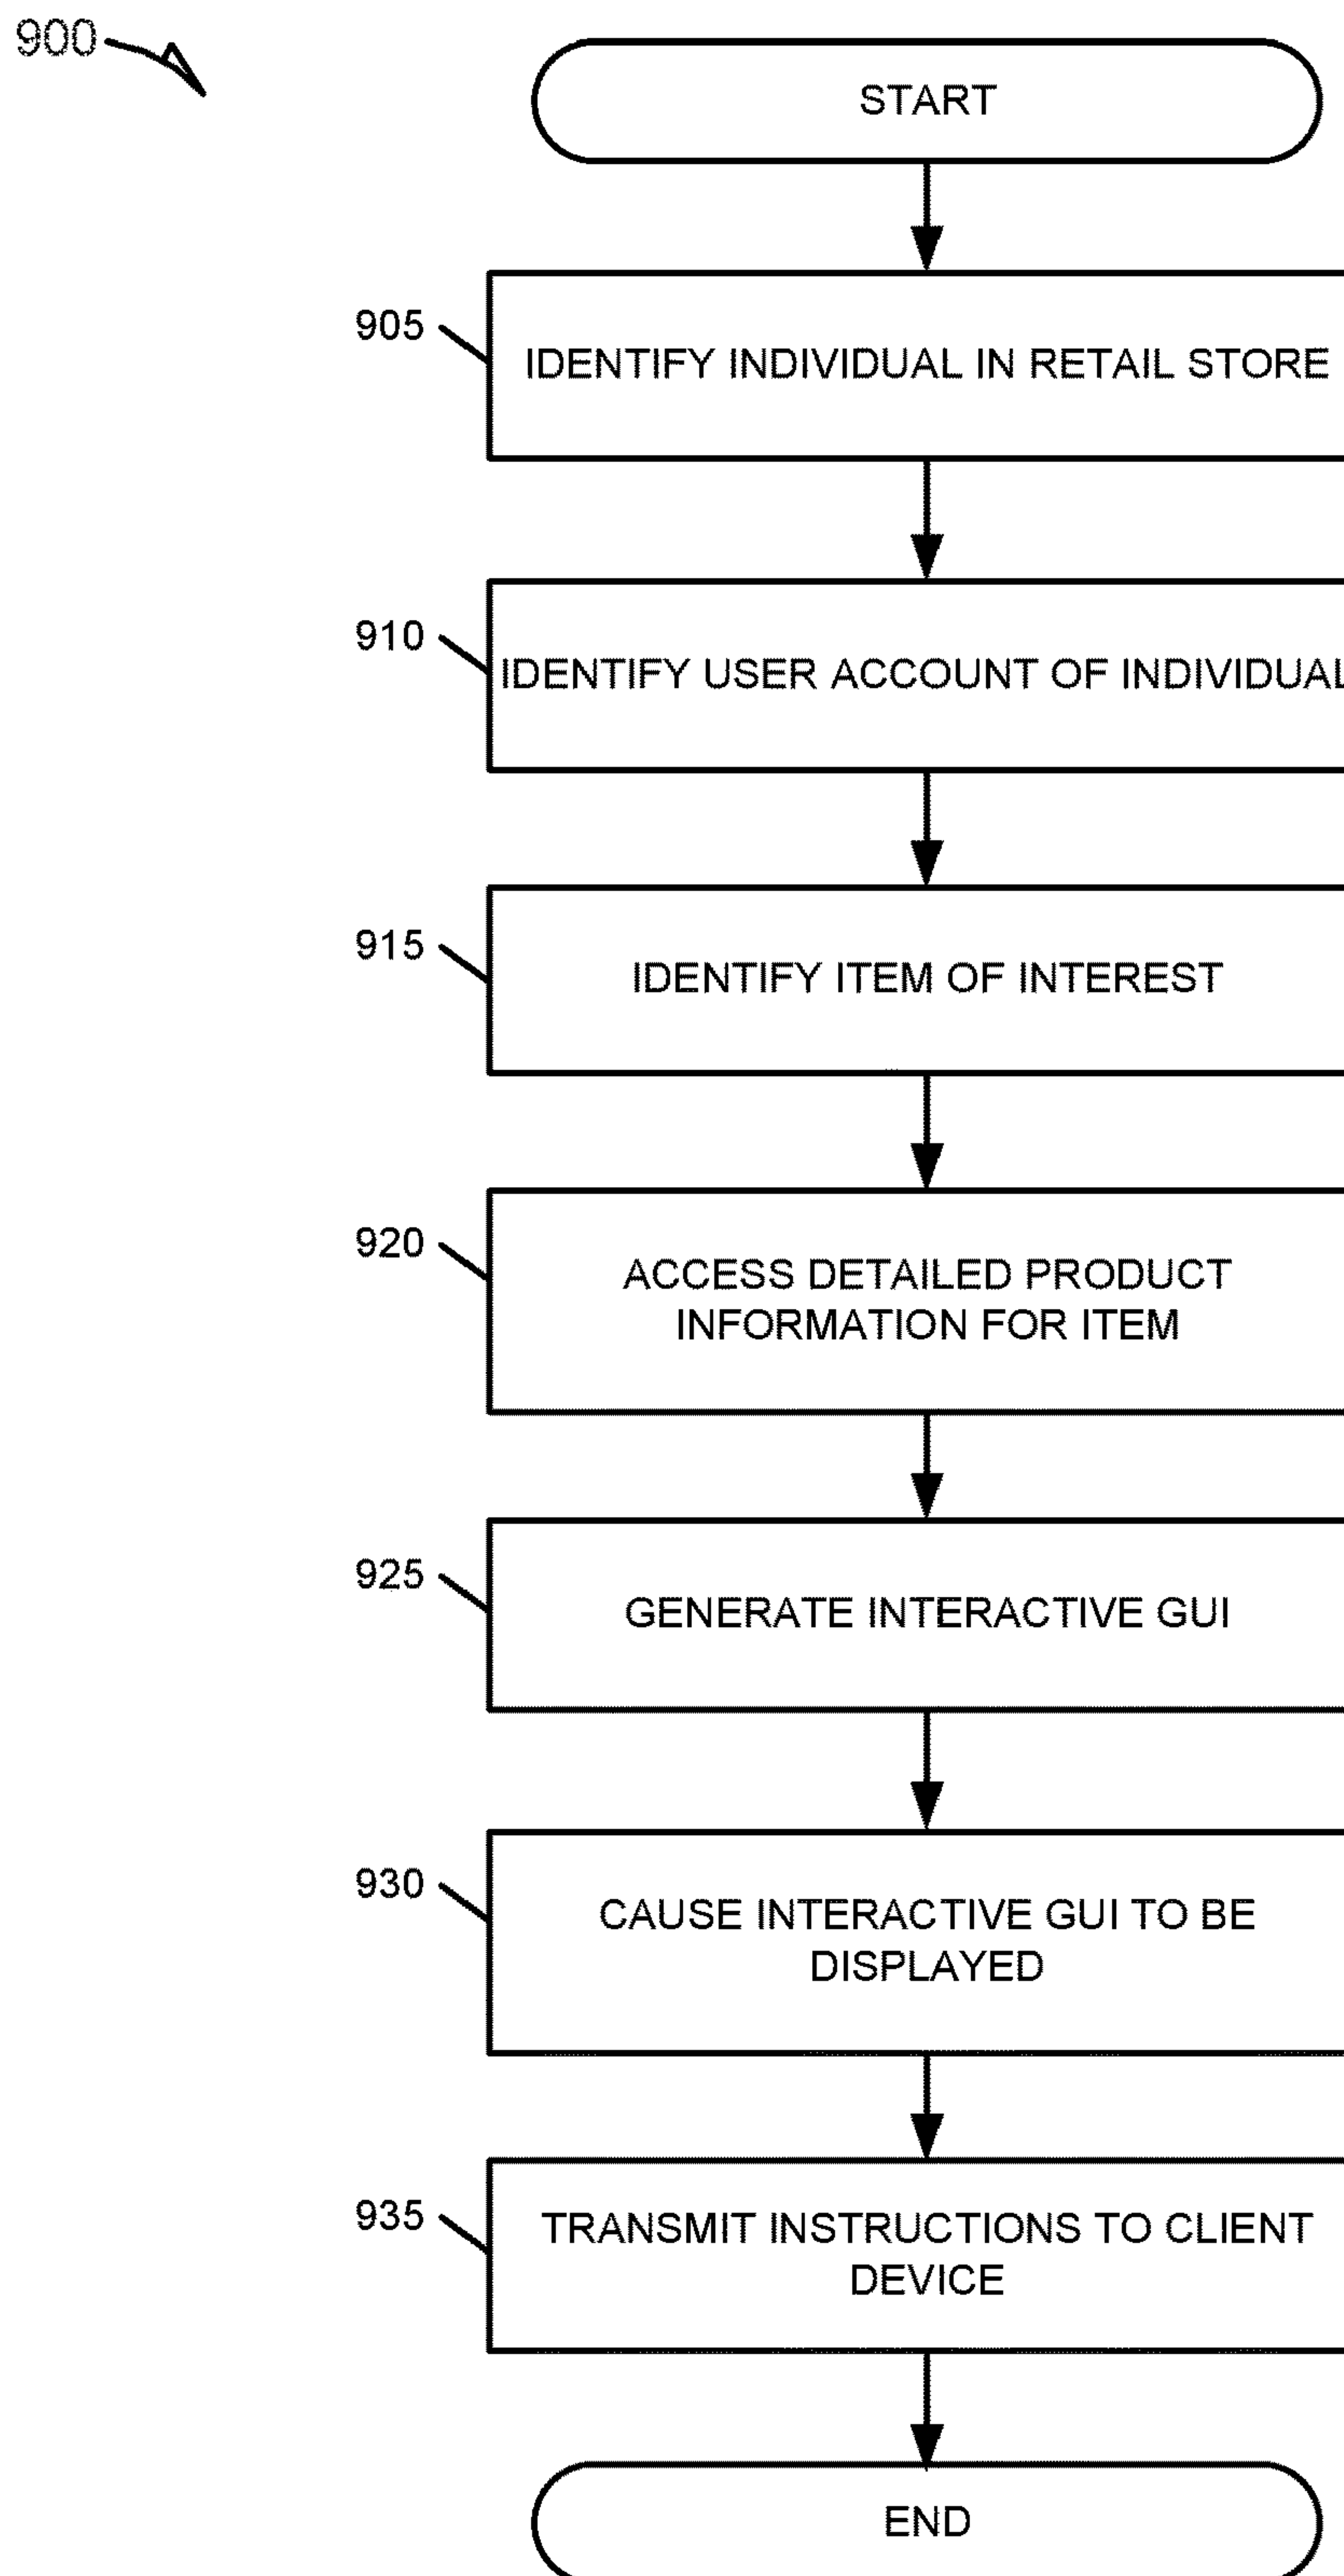 900
START
905
IDENTIFY INDIVIDUAL IN RETAIL STORE
910
IDENTIFY USER ACCOUNT OF INDIVIDUAL
915
IDENTIFY ITEM OF INTEREST
920
ACCESS DETAILED PRODUCT
INFORMATION FOR ITEM
925
GENERATE INTERACTIVE GUI
930
CAUSE INTERACTIVE GUI TO BE
DISPLAYED
935
TRANSMIT INSTRUCTIONS TO CLIENT
DEVICE
END